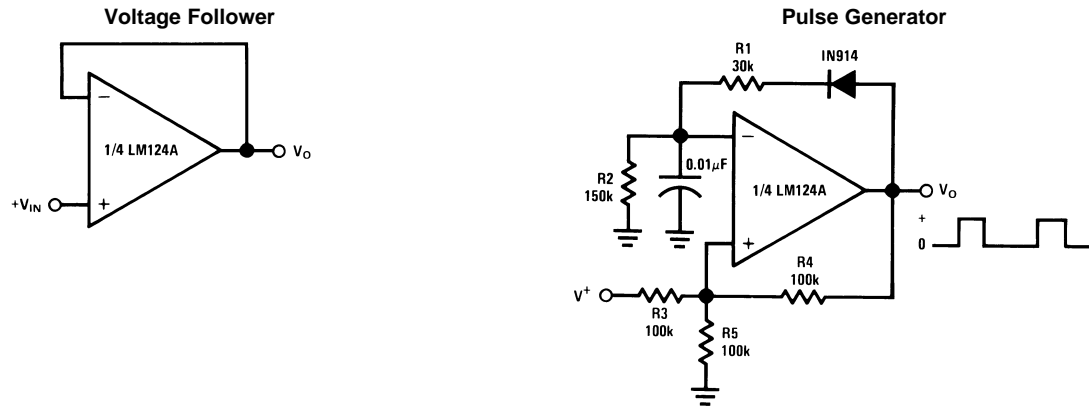 Voltage Follower
−
1/4 LM124A
+VIN
+
VO
Pulse Generator
R1
30k
IN914
R2
150k
0.01μF
−
1/4 LM124A
+
VO
+
0
V+
R3
100k
R4
100k
R5
100k